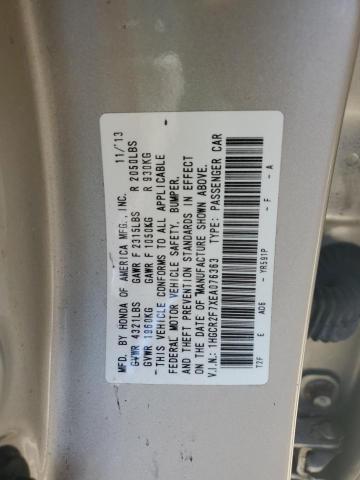 MFD. BY HONDA OF AMERICA MFG., INC. 11/13
GVWR 4321LBS GAWR F 2315LBS R 2050LBS
GVWR 1960KG GAWR F 1050KG R 930KG
THIS VEHICLE CONFORMS TO ALL APPLICABLE
FEDERAL MOTOR VEHICLE SAFETY, BUMPER,
AND THEFT PREVENTION STANDARDS IN EFFECT
ON THE DATE OF MANUFACTURE SHOWN ABOVE.
V.I.N.: 1HGCR2F7XEA076363 TYPE: PASSENGER CAR
T2F E AD6 - YR591P - F - A